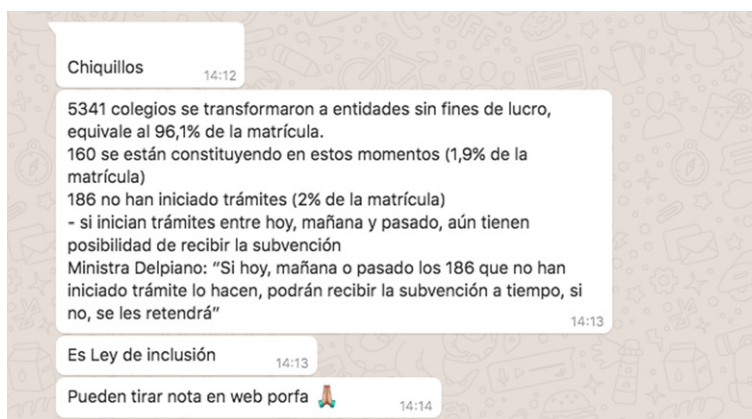 Chiquillos
14:12
5341 colegios se transformaron a entidades sin fines de lucro,
equivale al 96,1% de la matrícula.
160 se están constituyendo en estos momentos (1,9% de la
matrícula)
186 no han iniciado trámites (2% de la matrícula)
- si inician trámites entre hoy, mañana y pasado, aún tienen
posibilidad de recibir la subvención
Ministra Delpiano: “Si hoy, mañana o pasado los 186 que no han
iniciado trámite lo hacen, podrán recibir la subvención a tiempo, si
no, se les retendrá”
14:13
Es Ley de inclusión
14:13
Pueden tirar nota en web porfa 🙏🏼
14:14